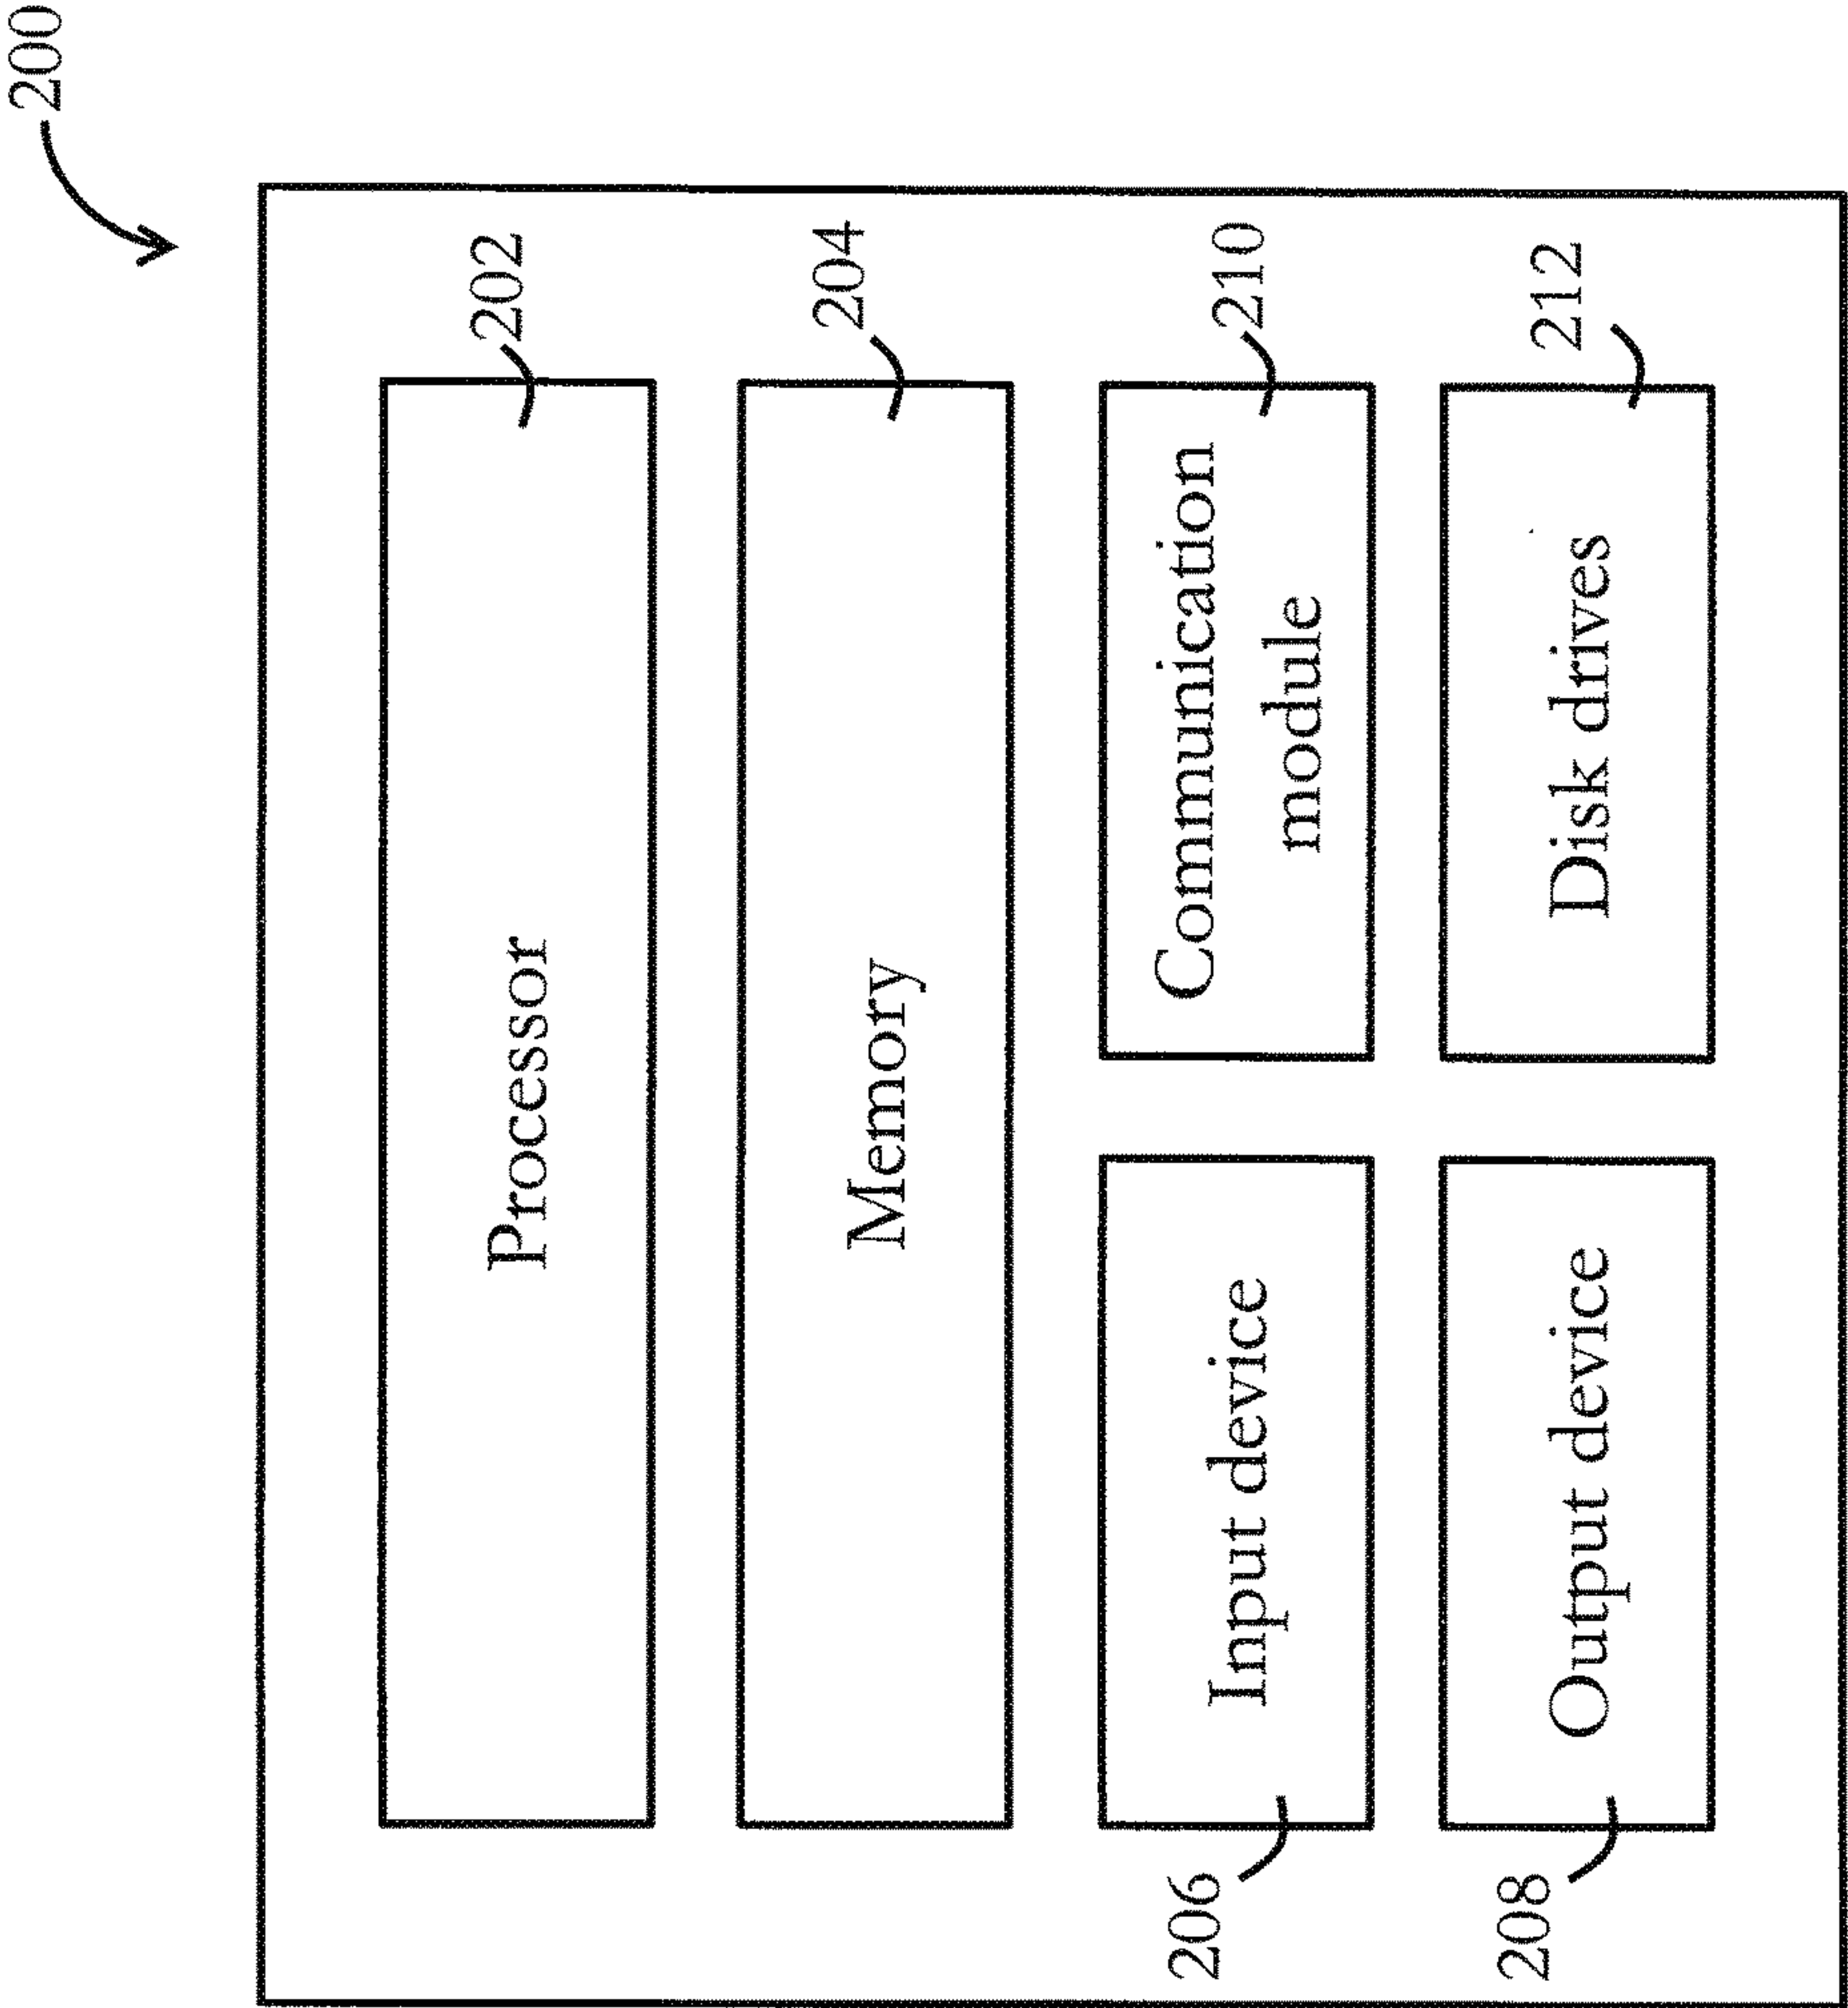 200
Processor
202
Memory
204
Input device
206
Communication
module
210
Output device
208
Disk drives
212